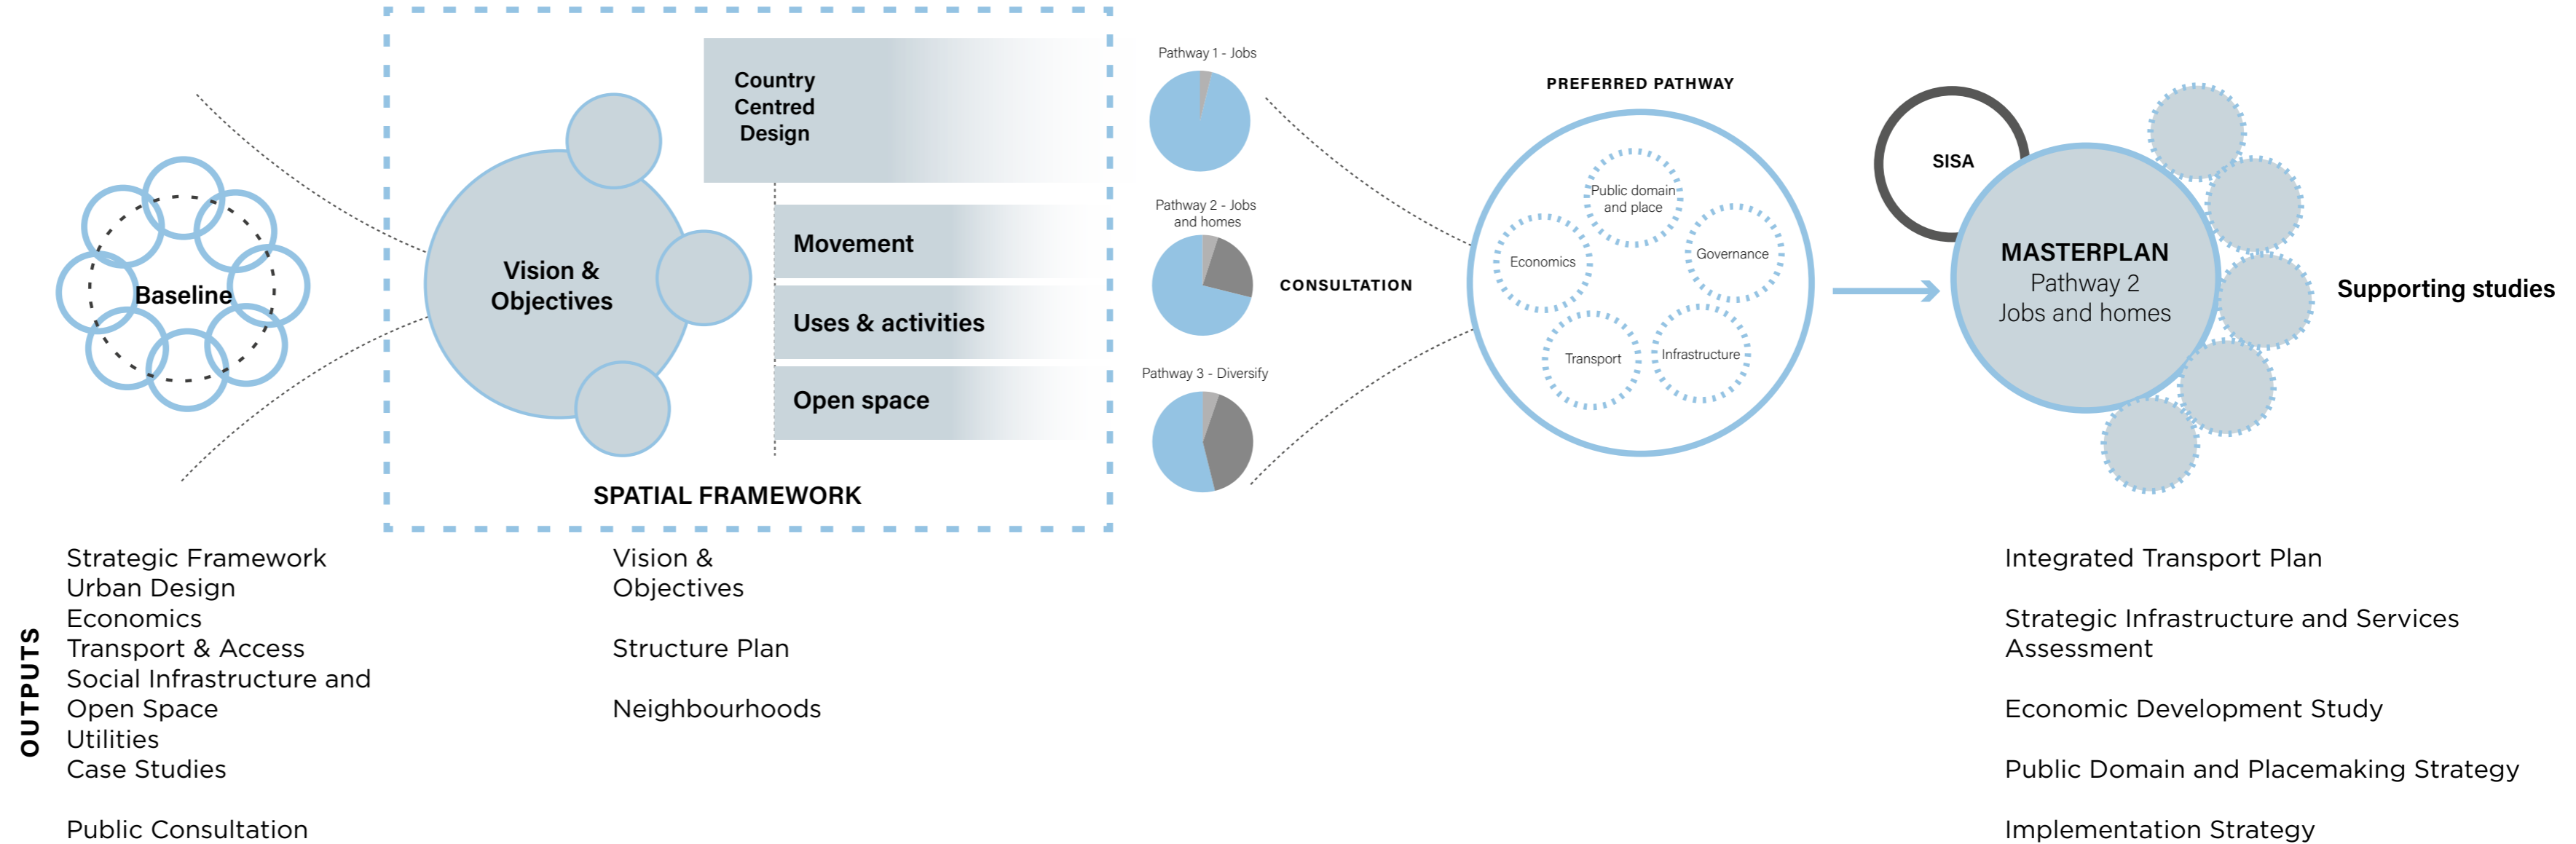 Baseline
Vision &
Objectives
Country
Centred
Design
Movement
Uses & activities
Open space
SPATIAL FRAMEWORK
Pathway 1 - Jobs
Pathway 2 - Jobs
and homes
Pathway 3 - Diversify
CONSULTATION
PREFERRED PATHWAY
Public domain
and place
Economics
Governance
Transport
Infrastructure
SISA
MASTERPLAN
Pathway 2
Jobs and homes
Supporting studies
OUTPUTS
Strategic Framework
Urban Design
Economics
Transport & Access
Social Infrastructure and
Open Space
Utilities
Case Studies
Public Consultation
Vision &
Objectives
Structure Plan
Neighbourhoods
Integrated Transport Plan
Strategic Infrastructure and Services
Assessment
Economic Development Study
Public Domain and Placemaking Strategy
Implementation Strategy